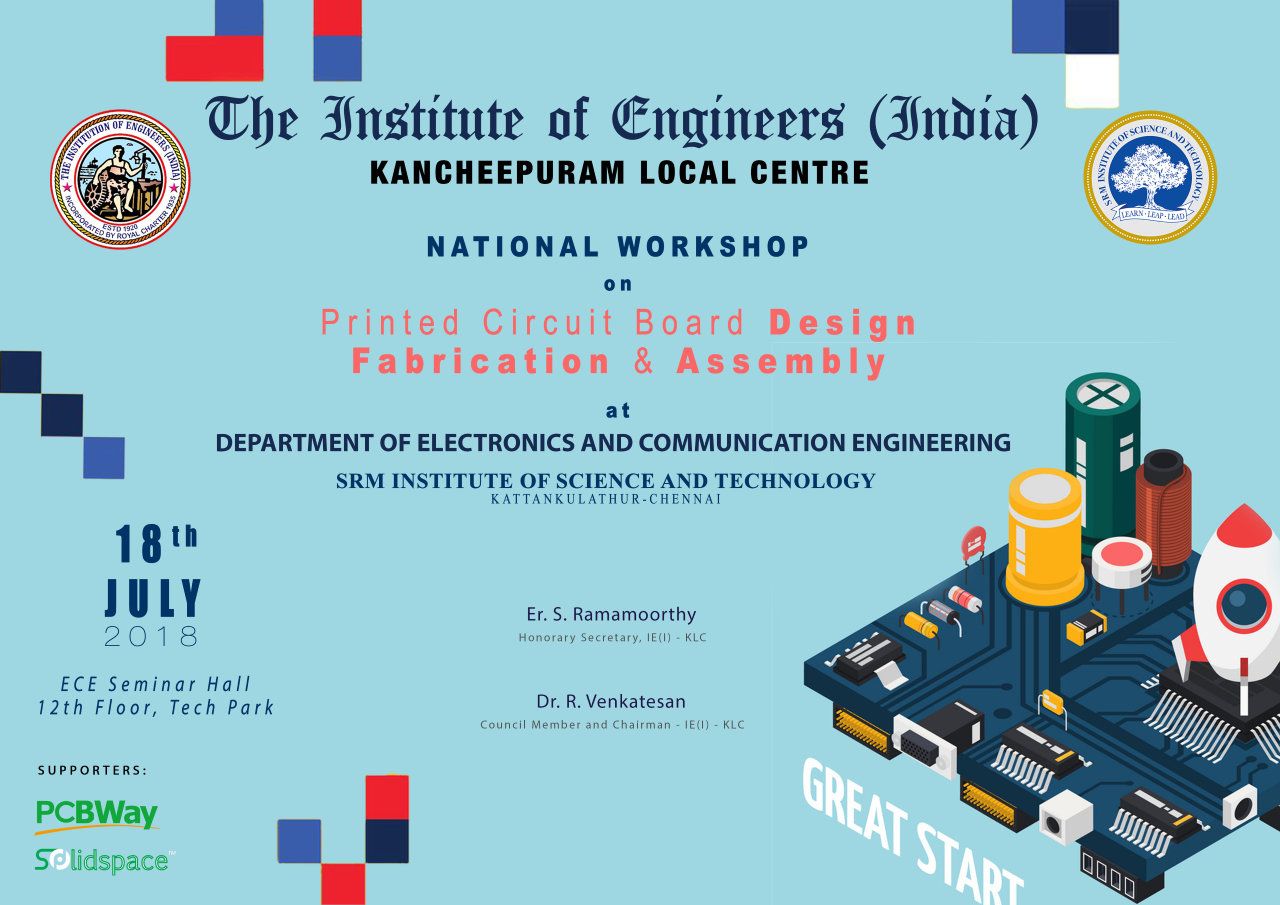 The Institute of Engineers (India)
KANCHEEPURAM LOCAL CENTRE
THE INSTITUTION OF ENGINEERS (INDIA)
ESTD 1920
INCORPORATED BY ROYAL CHARTER 1935
SRM INSTITUTE OF SCIENCE AND TECHNOLOGY
LEARN · LEAP · LEAD
NATIONAL WORKSHOP
on
Printed Circuit Board Design
Fabrication & Assembly
at
DEPARTMENT OF ELECTRONICS AND COMMUNICATION ENGINEERING
SRM INSTITUTE OF SCIENCE AND TECHNOLOGY
KATTANKULATHUR-CHENNAI
18th
JULY
2018
ECE Seminar Hall
12th Floor, Tech Park
Er. S. Ramamoorthy
Honorary Secretary, IE(I) - KLC
Dr. R. Venkatesan
Council Member and Chairman - IE(I) - KLC
SUPPORTERS:
PCBWay
Solidspace™
GREAT START